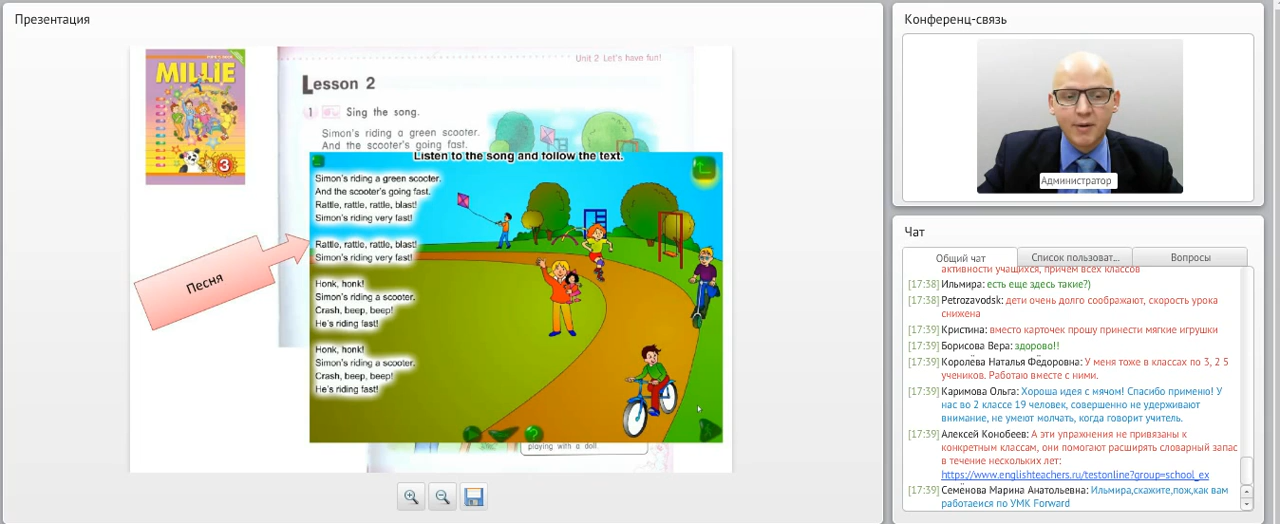 Презентация
MILLIE
3
Unit 2 Let's have fun!
Lesson 2
1 Sing the song.
Simon's riding a green scooter.
And the scooter's going fast.
Listen to the song and follow the text.
Simon's riding a green scooter.
And the scooter's going fast.
Rattle, rattle, rattle, blast!
Simon's riding very fast!
Rattle, rattle, rattle, blast!
Simon's riding very fast!
Honk, honk!
Simon's riding a scooter.
Crash, beep, beep!
He's riding fast!
Honk, honk!
Simon's riding a scooter.
Crash, beep, beep!
He's riding fast!
?
playing with a doll.
Песня
Конференц-связь
Администратор
Чат
Общий чат
Список пользоват...
Вопросы
активности учащихся, причем всех классов
[17:38] Ильмира: есть еще здесь такие?)
[17:38] Petrozavodsk: дети очень долго соображают, скорость урока
снижена
[17:39] Кристина: вместо карточек прошу принести мягкие игрушки
[17:39] Борисова Вера: здорово!!
[17:39] Королёва Наталья Фёдоровна: У меня тоже в классах по 3, 2 5
учеников. Работаю вместе с ними.
[17:39] Каримова Ольга: Хороша идея с мячом! Спасибо применю! У
нас во 2 классе 19 человек, совершенно не удерживают
внимание, не умеют молчать, когда говорит учитель.
[17:39] Алексей Конобеев: А эти упражнения не привязаны к
конкретным классам, они помогают расширять словарный запас
в течение нескольких лет:
https://www.englishteachers.ru/testonline?group=school_ex
[17:39] Семёнова Марина Анатольевна: Ильмира,скажите,пож,как вам
работаеися по УМК Forward